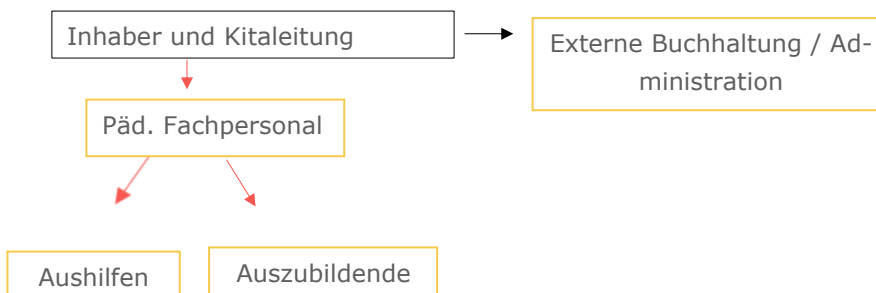 Inhaber und Kitaleitung
Externe Buchhaltung / Ad-
ministration
Päd. Fachpersonal
Aushilfen
Auszubildende